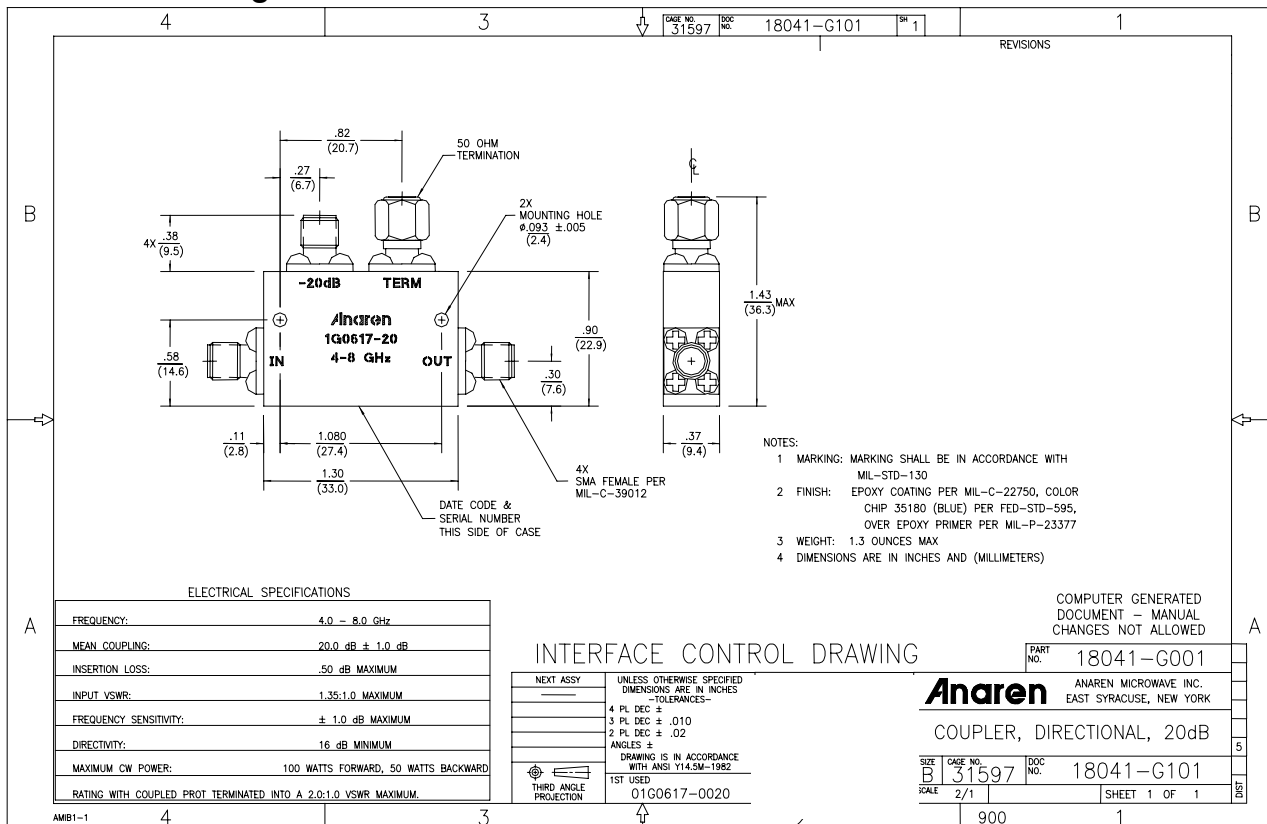 4 3 1
CAGE NO. 31597 DOC NO. 18041-G101 SH 1
REVISIONS
.82
(20.7)
50 OHM
TERMINATION
.27
(6.7)
2X
MOUNTING HOLE
ø.093 ±.005
(2.4)
4X .38
(9.5)
B
B
-20dB TERM
Anaren
1G0617-20
4-8 GHz
IN
OUT
.58
(14.6)
.90
(22.9)
.30
(7.6)
1.43 MAX
(36.3)
.11
(2.8)
1.080
(27.4)
1.30
(33.0)
.37
(9.4)
4X
SMA FEMALE PER
MIL-C-39012
DATE CODE &
SERIAL NUMBER
THIS SIDE OF CASE
NOTES:
1 MARKING: MARKING SHALL BE IN ACCORDANCE WITH
MIL-STD-130
2 FINISH: EPOXY COATING PER MIL-C-22750, COLOR
CHIP 35180 (BLUE) PER FED-STD-595,
OVER EPOXY PRIMER PER MIL-P-23377
3 WEIGHT: 1.3 OUNCES MAX
4 DIMENSIONS ARE IN INCHES AND (MILLIMETERS)
ELECTRICAL SPECIFICATIONS
FREQUENCY: 4.0 - 8.0 GHz
MEAN COUPLING: 20.0 dB ± 1.0 dB
INSERTION LOSS: .50 dB MAXIMUM
INPUT VSWR: 1.35:1.0 MAXIMUM
FREQUENCY SENSITIVITY: ± 1.0 dB MAXIMUM
DIRECTIVITY: 16 dB MINIMUM
MAXIMUM CW POWER: 100 WATTS FORWARD, 50 WATTS BACKWARD
RATING WITH COUPLED PROT TERMINATED INTO A 2.0:1.0 VSWR MAXIMUM.
A
A
COMPUTER GENERATED
DOCUMENT - MANUAL
CHANGES NOT ALLOWED
INTERFACE CONTROL DRAWING
PART NO. 18041-G001
NEXT ASSY
UNLESS OTHERWISE SPECIFIED
DIMENSIONS ARE IN INCHES
-TOLERANCES-
4 PL DEC ±
3 PL DEC ± .010
2 PL DEC ± .02
ANGLES ±
DRAWING IS IN ACCORDANCE
WITH ANSI Y14.5M-1982
THIRD ANGLE
PROJECTION
1ST USED
01G0617-0020
Anaren
ANAREN MICROWAVE INC.
EAST SYRACUSE, NEW YORK
COUPLER, DIRECTIONAL, 20dB
SIZE B CAGE NO. 31597 DOC NO. 18041-G101
SCALE 2/1 SHEET 1 OF 1
5
DIST
AMIB1-1
4 3 900 1